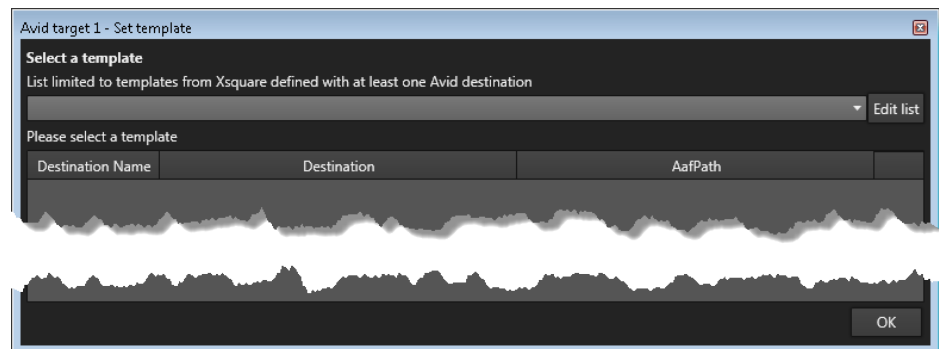 Avid target 1 - Set template
Select a template
List limited to templates from Xsquare defined with at least one Avid destination
Edit list
Please select a template
Destination Name Destination AafPath
OK